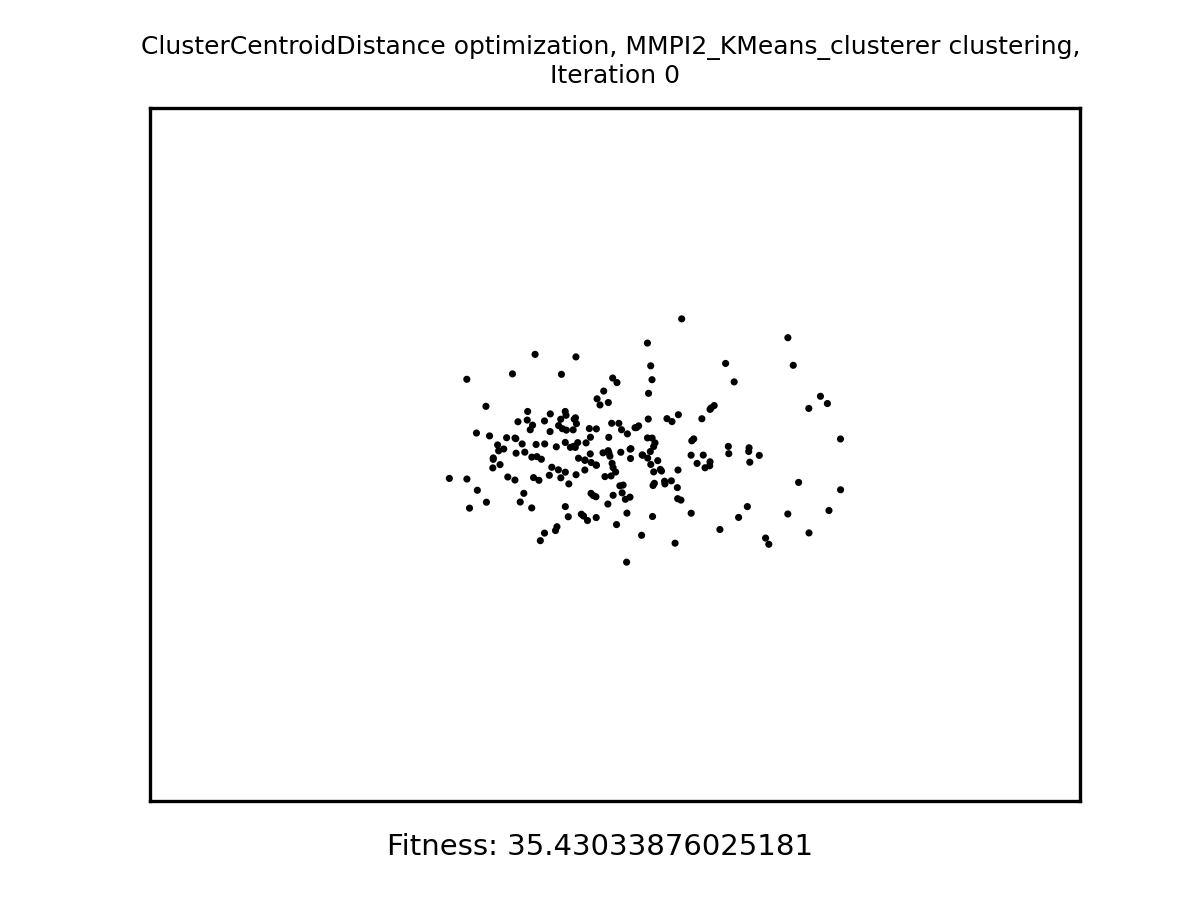 ClusterCentroidDistance optimization, MMPI2_KMeans_clusterer clustering,
Iteration 0
Fitness: 35.43033876025181